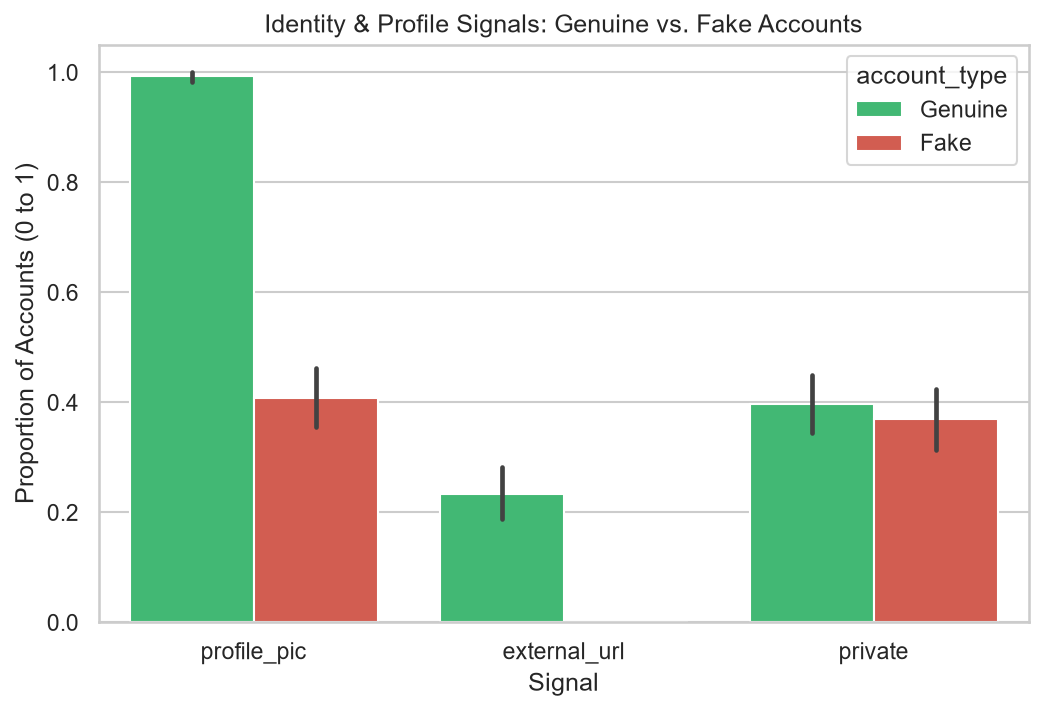 Identity & Profile Signals: Genuine vs. Fake Accounts
account_type
Genuine
Fake
Proportion of Accounts (0 to 1)
1.0
0.8
0.6
0.4
0.2
0.0
profile_pic
external_url
private
Signal